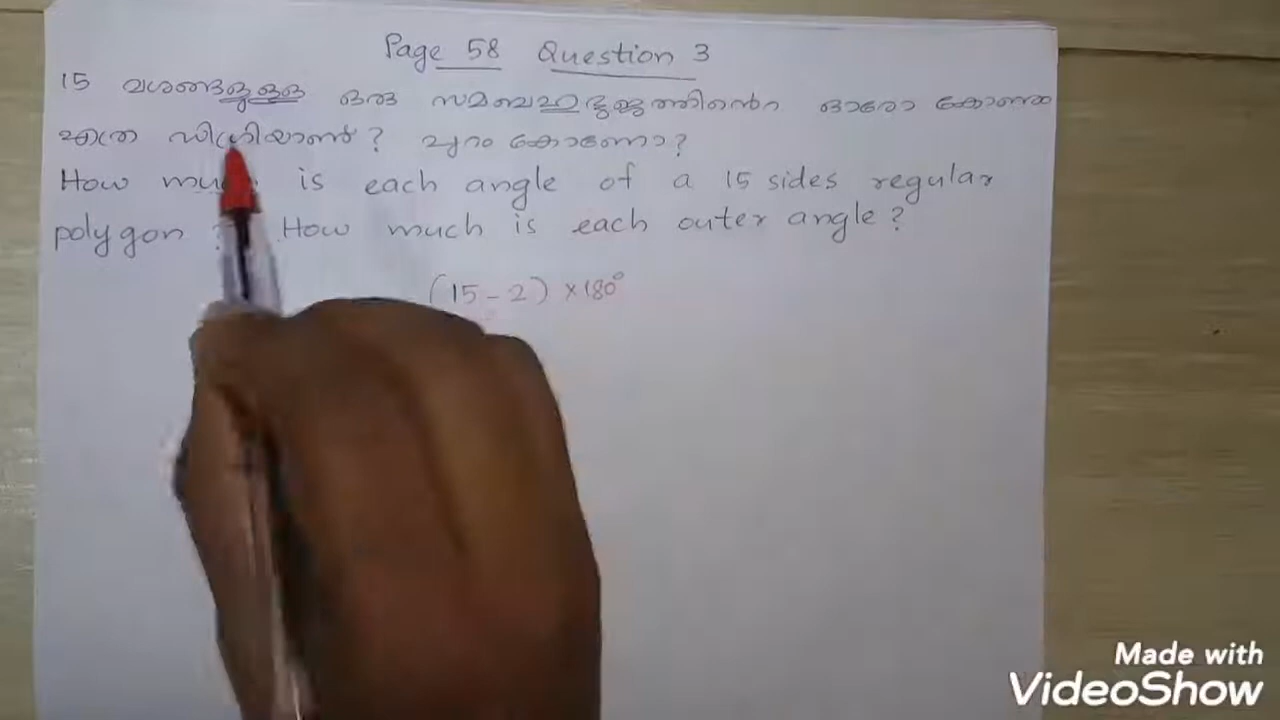 Page 58 Question 3
15 വശങ്ങളുള്ള ഒരു സമബഹുഭുജത്തിന്റെ ഓരോ കോണും
എത്ര ഡിഗ്രിയാണ്? പുറം കോണോ?
How much is each angle of a 15 sides regular
polygon ? How much is each outer angle ?
(15 - 2) × 180°
Made with
VideoShow